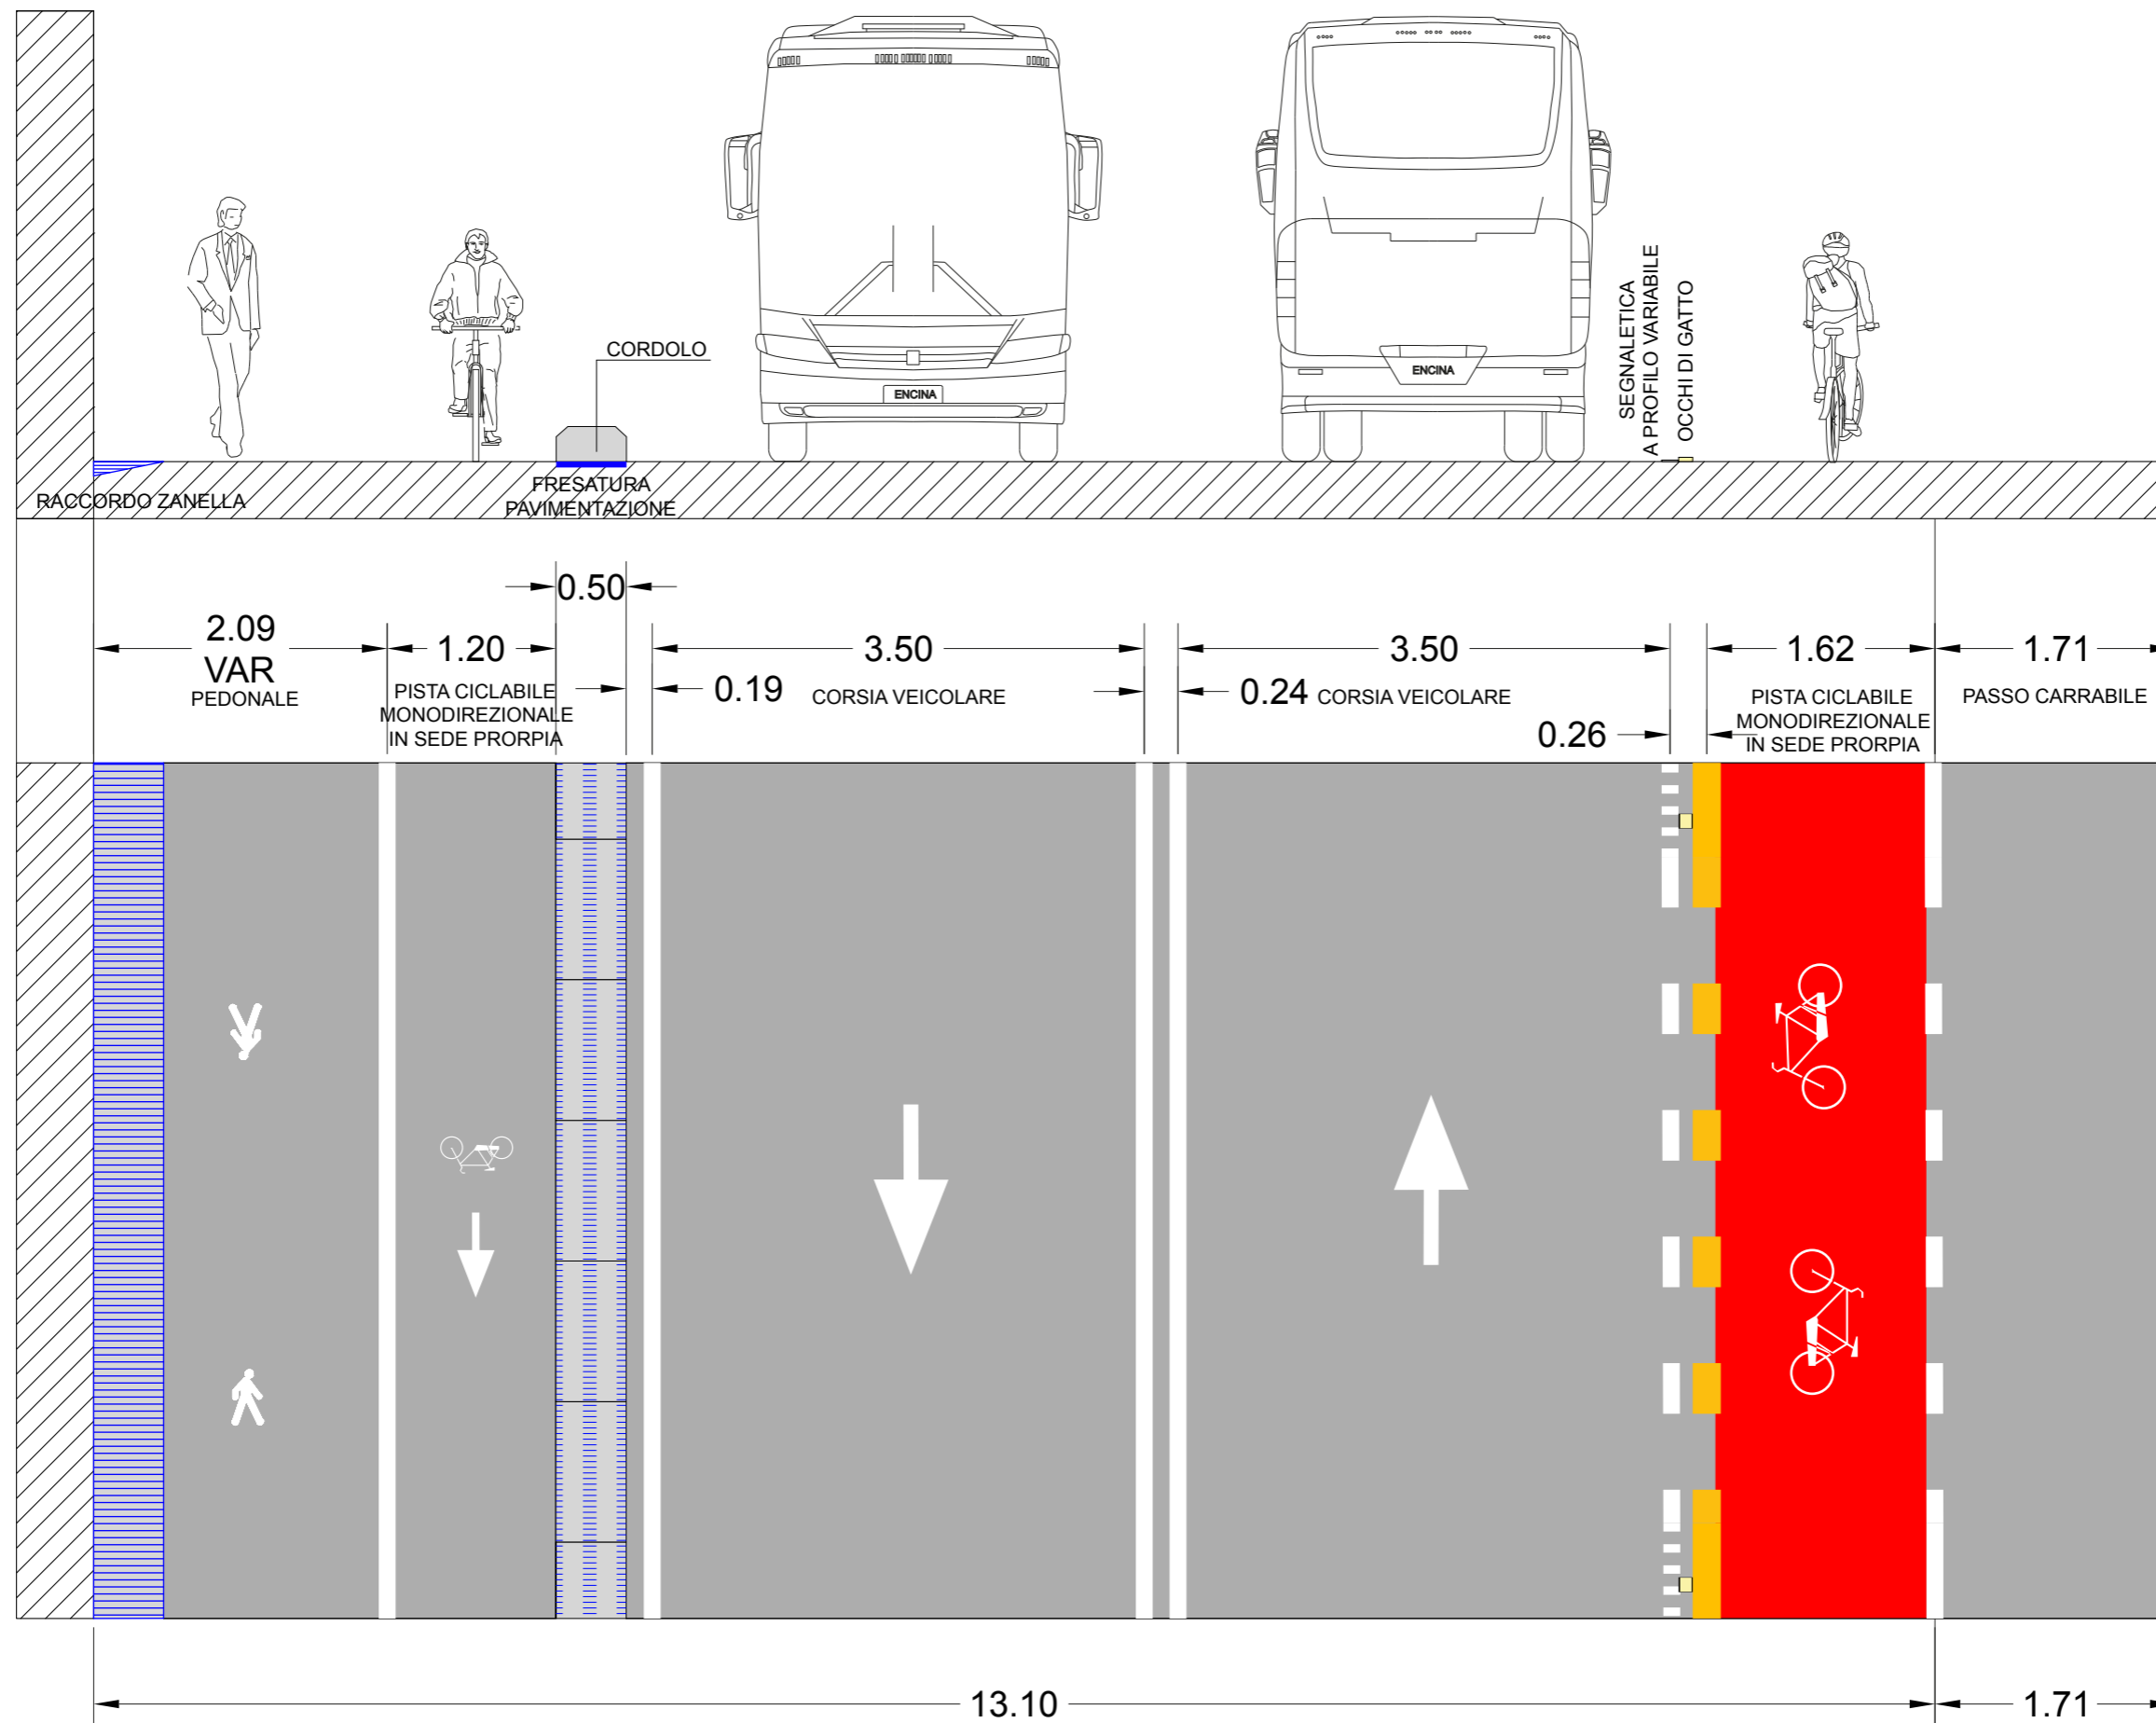 SEGNALETICA
A PROFILO VARIABILE
OCCHI DI GATTO
CORDOLO
ENCINA
ENCINA
RACCORDO ZANELLA
FRESATURA
PAVIMENTAZIONE
0.50
2.09
VAR
PEDONALE
1.20
PISTA CICLABILE
MONODIREZIONALE
IN SEDE PRORPIA
0.19
3.50
CORSIA VEICOLARE
0.24
3.50
CORSIA VEICOLARE
0.26
1.62
PISTA CICLABILE
MONODIREZIONALE
IN SEDE PRORPIA
1.71
PASSO CARRABILE
13.10
1.71